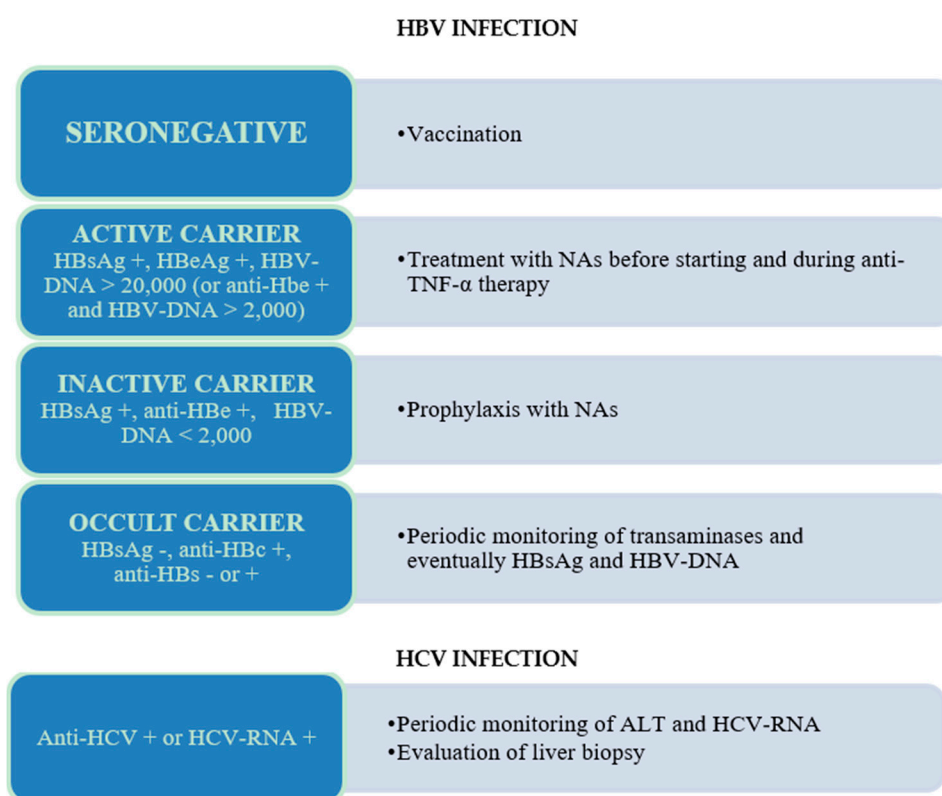 HBV INFECTION
SERONEGATIVE
•Vaccination
ACTIVE CARRIER
HBsAg +, HBeAg +, HBV-
DNA > 20,000 (or anti-Hbe +
and HBV-DNA > 2,000)
•Treatment with NAs before starting and during anti-
TNF-α therapy
INACTIVE CARRIER
HBsAg +, anti-HBe +, HBV-
DNA < 2,000
•Prophylaxis with NAs
OCCULT CARRIER
HBsAg -, anti-HBc +,
anti-HBs - or +
•Periodic monitoring of transaminases and
eventually HBsAg and HBV-DNA
HCV INFECTION
Anti-HCV + or HCV-RNA +
•Periodic monitoring of ALT and HCV-RNA
•Evaluation of liver biopsy